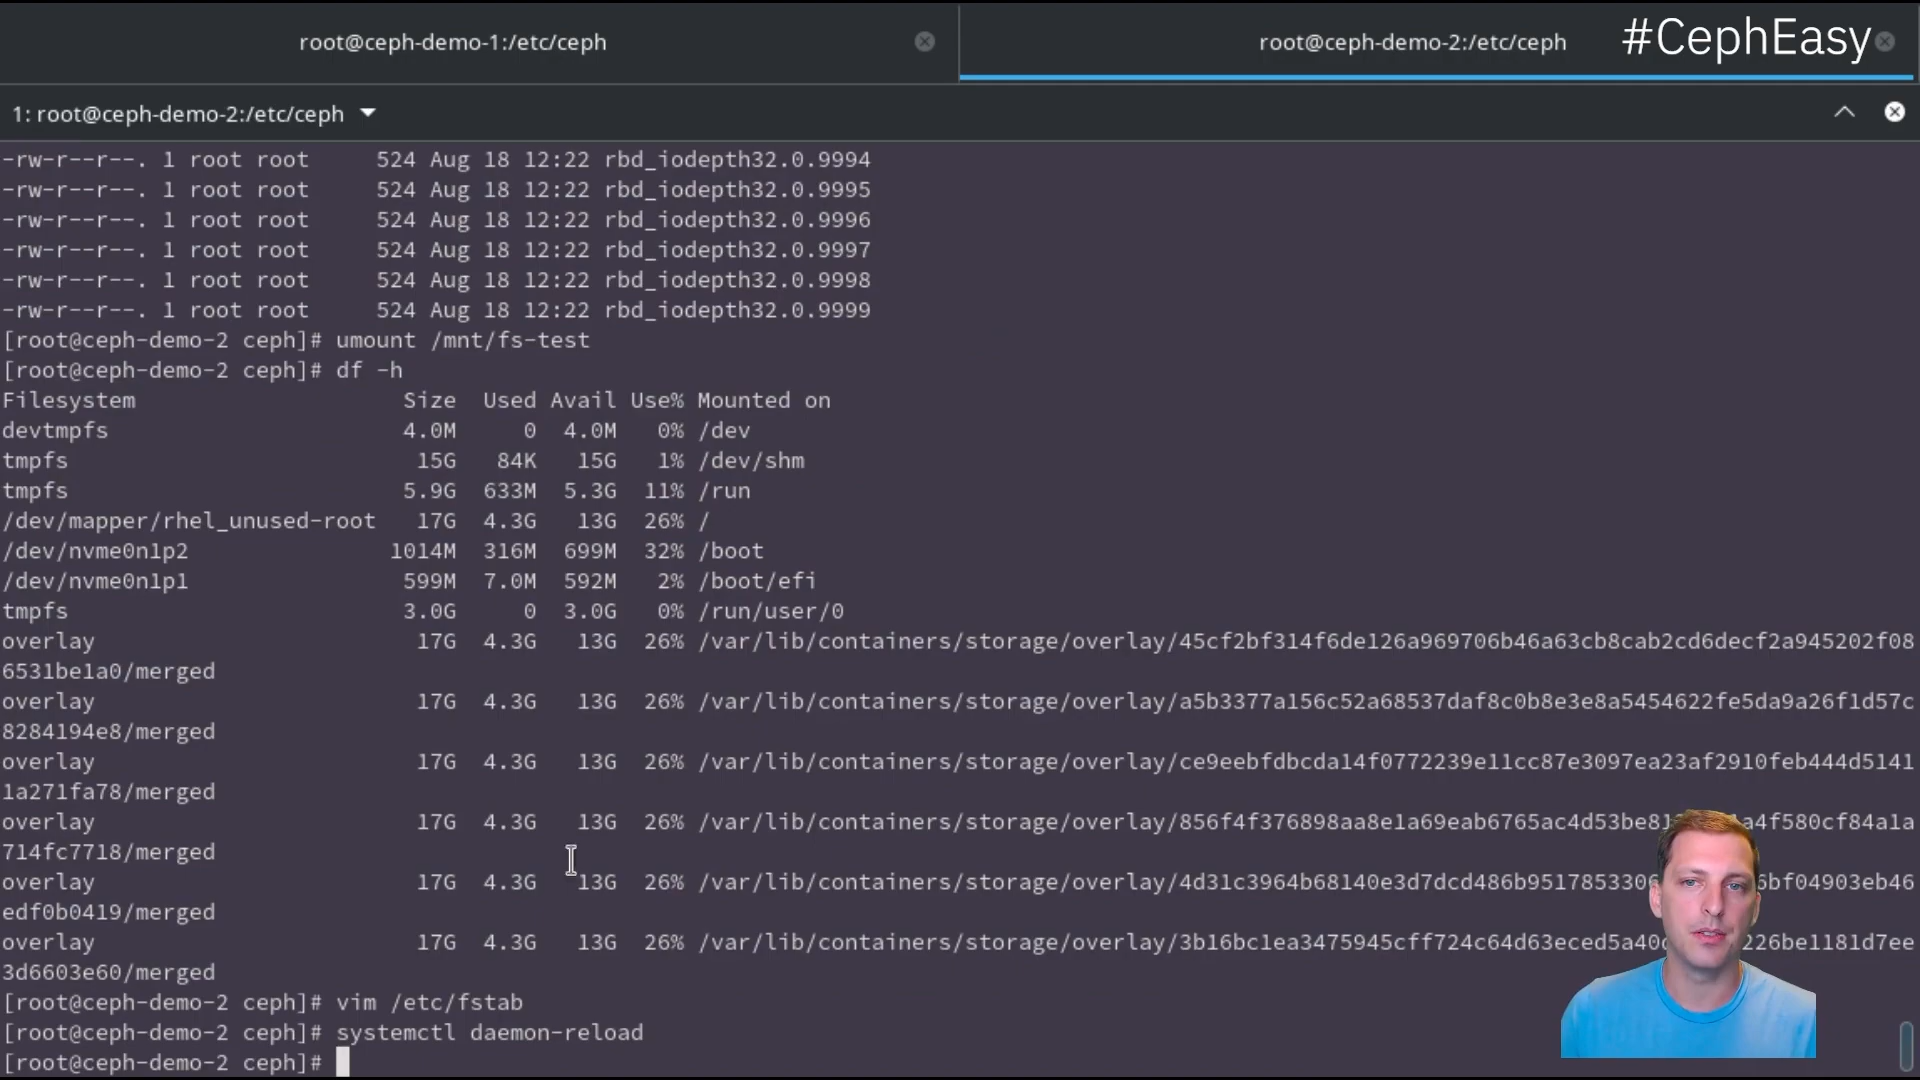 root@ceph-demo-1:/etc/ceph
root@ceph-demo-2:/etc/ceph
#CephEasy
1: root@ceph-demo-2:/etc/ceph
-rw-r--r--. 1 root root     524 Aug 18 12:22 rbd_iodepth32.0.9994
-rw-r--r--. 1 root root     524 Aug 18 12:22 rbd_iodepth32.0.9995
-rw-r--r--. 1 root root     524 Aug 18 12:22 rbd_iodepth32.0.9996
-rw-r--r--. 1 root root     524 Aug 18 12:22 rbd_iodepth32.0.9997
-rw-r--r--. 1 root root     524 Aug 18 12:22 rbd_iodepth32.0.9998
-rw-r--r--. 1 root root     524 Aug 18 12:22 rbd_iodepth32.0.9999
[root@ceph-demo-2 ceph]# umount /mnt/fs-test
[root@ceph-demo-2 ceph]# df -h
Filesystem                    Size  Used Avail Use% Mounted on
devtmpfs                      4.0M     0  4.0M   0% /dev
tmpfs                          15G   84K   15G   1% /dev/shm
tmpfs                         5.9G  633M  5.3G  11% /run
/dev/mapper/rhel_unused-root   17G  4.3G   13G  26% /
/dev/nvme0n1p2               1014M  316M  699M  32% /boot
/dev/nvme0n1p1                599M  7.0M  592M   2% /boot/efi
tmpfs                         3.0G     0  3.0G   0% /run/user/0
overlay                        17G  4.3G   13G  26% /var/lib/containers/storage/overlay/45cf2bf314f6de126a969706b46a63cb8cab2cd6decf2a945202f08
6531be1a0/merged
overlay                        17G  4.3G   13G  26% /var/lib/containers/storage/overlay/a5b3377a156c52a68537daf8c0b8e3e8a5454622fe5da9a26f1d57c
8284194e8/merged
overlay                        17G  4.3G   13G  26% /var/lib/containers/storage/overlay/ce9eebfdbcda14f0772239e11cc87e3097ea23af2910feb444d5141
1a271fa78/merged
overlay                        17G  4.3G   13G  26% /var/lib/containers/storage/overlay/856f4f376898aa8e1a69eab6765ac4d53be81 a4f580cf84a1a
714fc7718/merged
overlay                        17G  4.3G   13G  26% /var/lib/containers/storage/overlay/4d31c3964b68140e3d7dcd486b9517853306 bf04903eb46
edf0b0419/merged
overlay                        17G  4.3G   13G  26% /var/lib/containers/storage/overlay/3b16bc1ea3475945cff724c64d63eced5a40 226be1181d7ee
3d6603e60/merged
[root@ceph-demo-2 ceph]# vim /etc/fstab
[root@ceph-demo-2 ceph]# systemctl daemon-reload
[root@ceph-demo-2 ceph]#